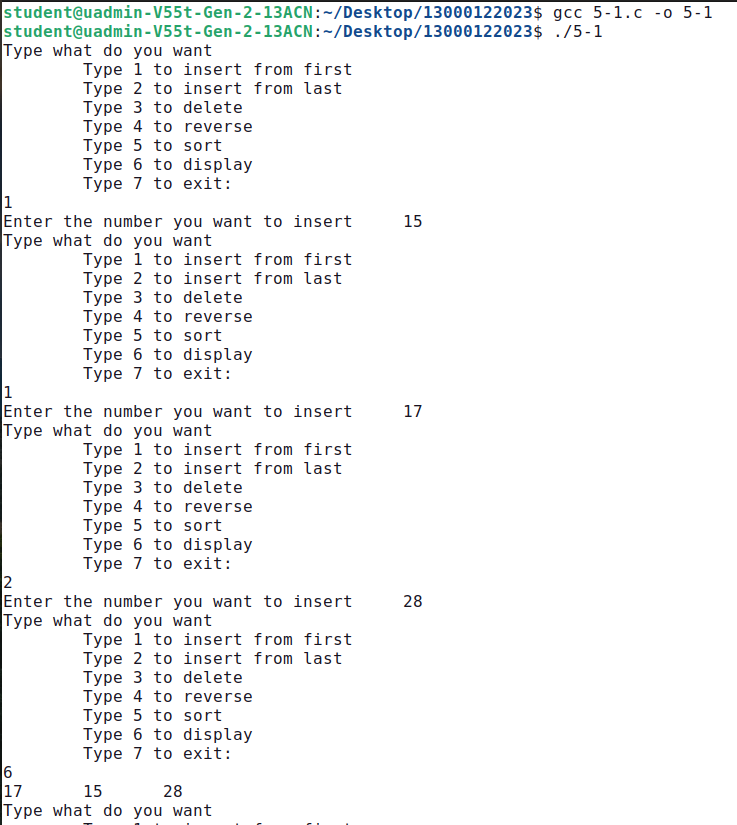 student@uadmin-V55t-Gen-2-13ACN:~/Desktop/13000122023$ gcc 5-1.c -o 5-1
student@uadmin-V55t-Gen-2-13ACN:~/Desktop/13000122023$ ./5-1
Type what do you want
        Type 1 to insert from first
        Type 2 to insert from last
        Type 3 to delete
        Type 4 to reverse
        Type 5 to sort
        Type 6 to display
        Type 7 to exit:
1
Enter the number you want to insert     15
Type what do you want
        Type 1 to insert from first
        Type 2 to insert from last
        Type 3 to delete
        Type 4 to reverse
        Type 5 to sort
        Type 6 to display
        Type 7 to exit:
1
Enter the number you want to insert     17
Type what do you want
        Type 1 to insert from first
        Type 2 to insert from last
        Type 3 to delete
        Type 4 to reverse
        Type 5 to sort
        Type 6 to display
        Type 7 to exit:
2
Enter the number you want to insert     28
Type what do you want
        Type 1 to insert from first
        Type 2 to insert from last
        Type 3 to delete
        Type 4 to reverse
        Type 5 to sort
        Type 6 to display
        Type 7 to exit:
6
17      15      28
Type what do you want